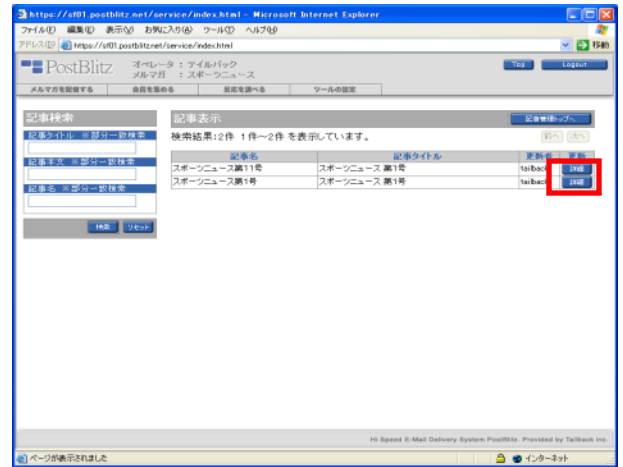 https://sf01.postblitz.net/service/index.html - Microsoft Internet Explorer
ファイル(F) 編集(E) 表示(V) お気に入り(A) ツール(T) ヘルプ(H)
アドレス(D) https://sf01.postblitz.net/service/index.html 移動
PostBlitz オペレータ : テイルバック Top Logout
メルマガ : スポーツニュース
メルマガを配信する 会員を集める 反応を調べる ツールの設定
記事検索 記事表示 記事管理トップへ
記事タイトル ※部分一致検索 検索結果:2件 1件～2件 を表示しています。 前へ 次へ
記事本文 ※部分一致検索 記事名 記事タイトル 更新者 更新
スポーツニュース第11号 スポーツニュース 第11号 tailback 詳細
スポーツニュース第1号 スポーツニュース 第1号 tailback 詳細
記事名 ※部分一致検索
検索 リセット
Hi Speed E-Mail Delivery System PostBlitz. Provided by Tailback inc.
ページが表示されました インターネット